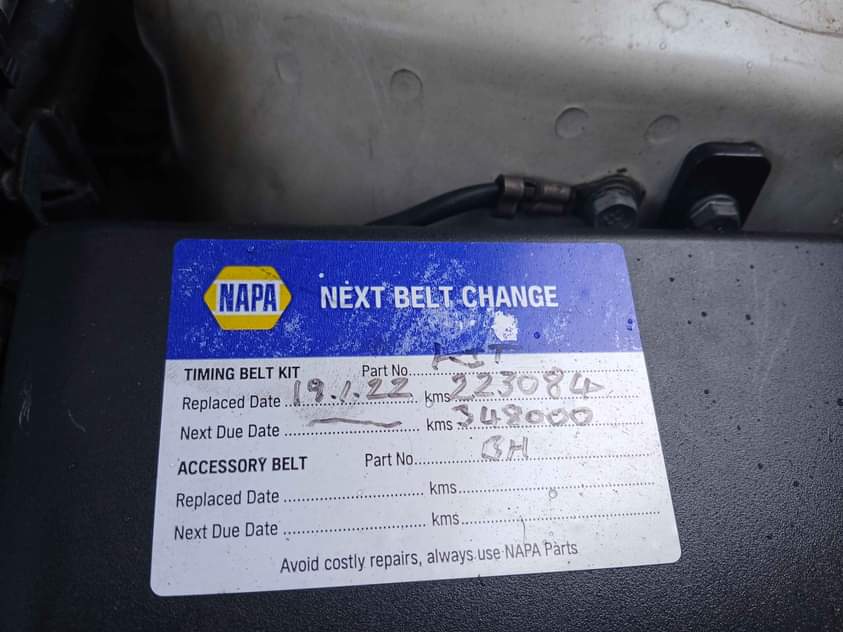 NAPA NEXT BELT CHANGE
TIMING BELT KIT Part No. KIT
Replaced Date 19.1.22 kms 223084
Next Due Date kms 348000
ACCESSORY BELT Part No. BH
Replaced Date kms
Next Due Date kms
Avoid costly repairs, always use NAPA Parts